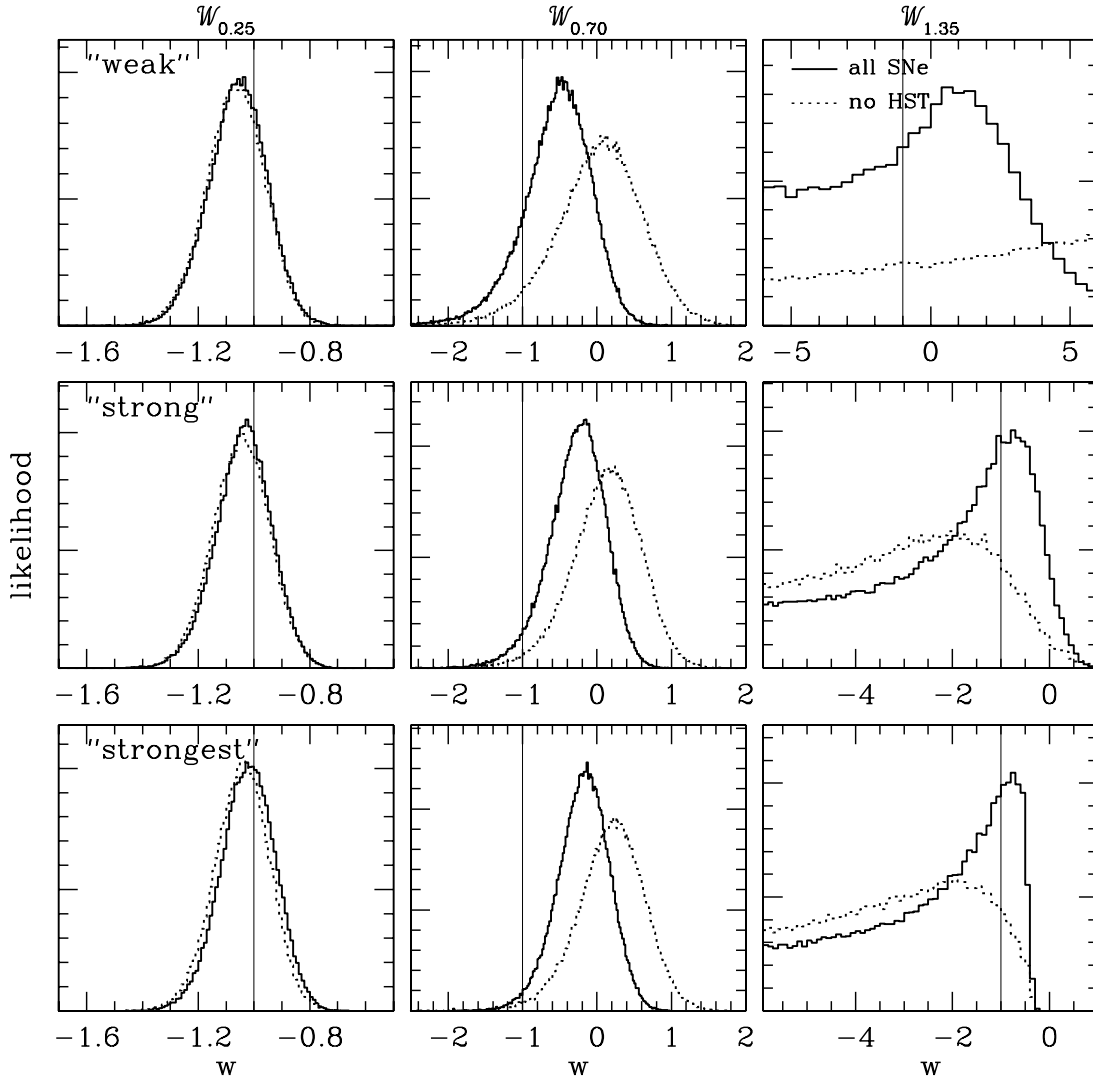 𝒲0.25 𝒲0.70 𝒲1.35
"weak"
all SNe
no HST
-1.6 -1.2 -0.8 -2 -1 0 1 2 -5 0 5
"strong"
likelihood
-1.6 -1.2 -0.8 -2 -1 0 1 2 -4 -2 0
"strongest"
-1.6 -1.2 -0.8 -2 -1 0 1 2 -4 -2 0
w w w